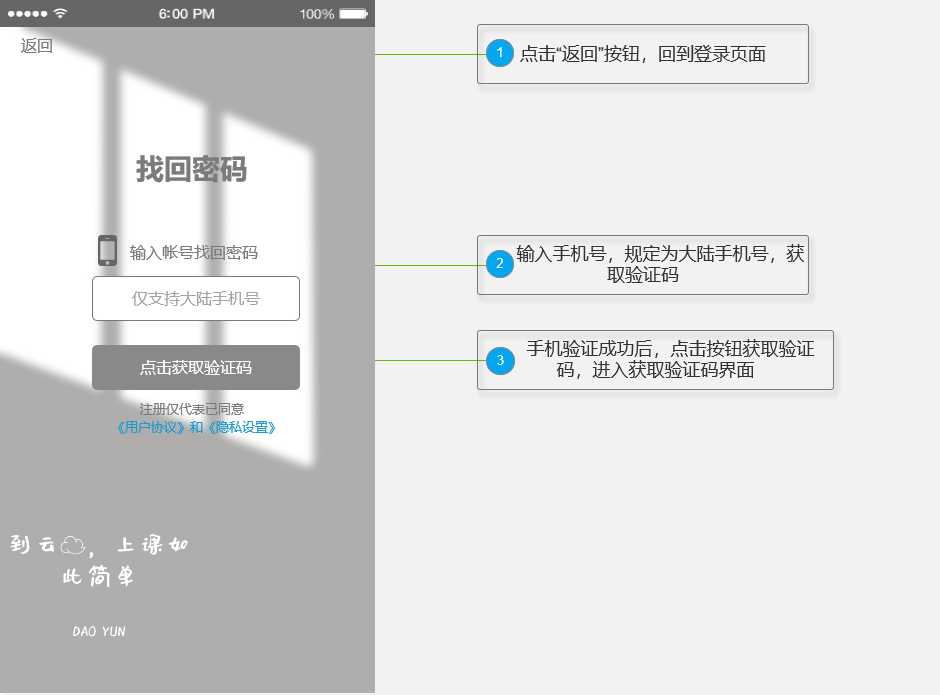 6:00 PM
100%
返回
找回密码
输入帐号找回密码
仅支持大陆手机号
点击获取验证码
注册仅代表已同意
《用户协议》和《隐私设置》
到云，上课如
此简单
DAO YUN
1 点击“返回”按钮，回到登录页面
2 输入手机号，规定为大陆手机号，获
取验证码
3 手机验证成功后，点击按钮获取验证
码，进入获取验证码界面